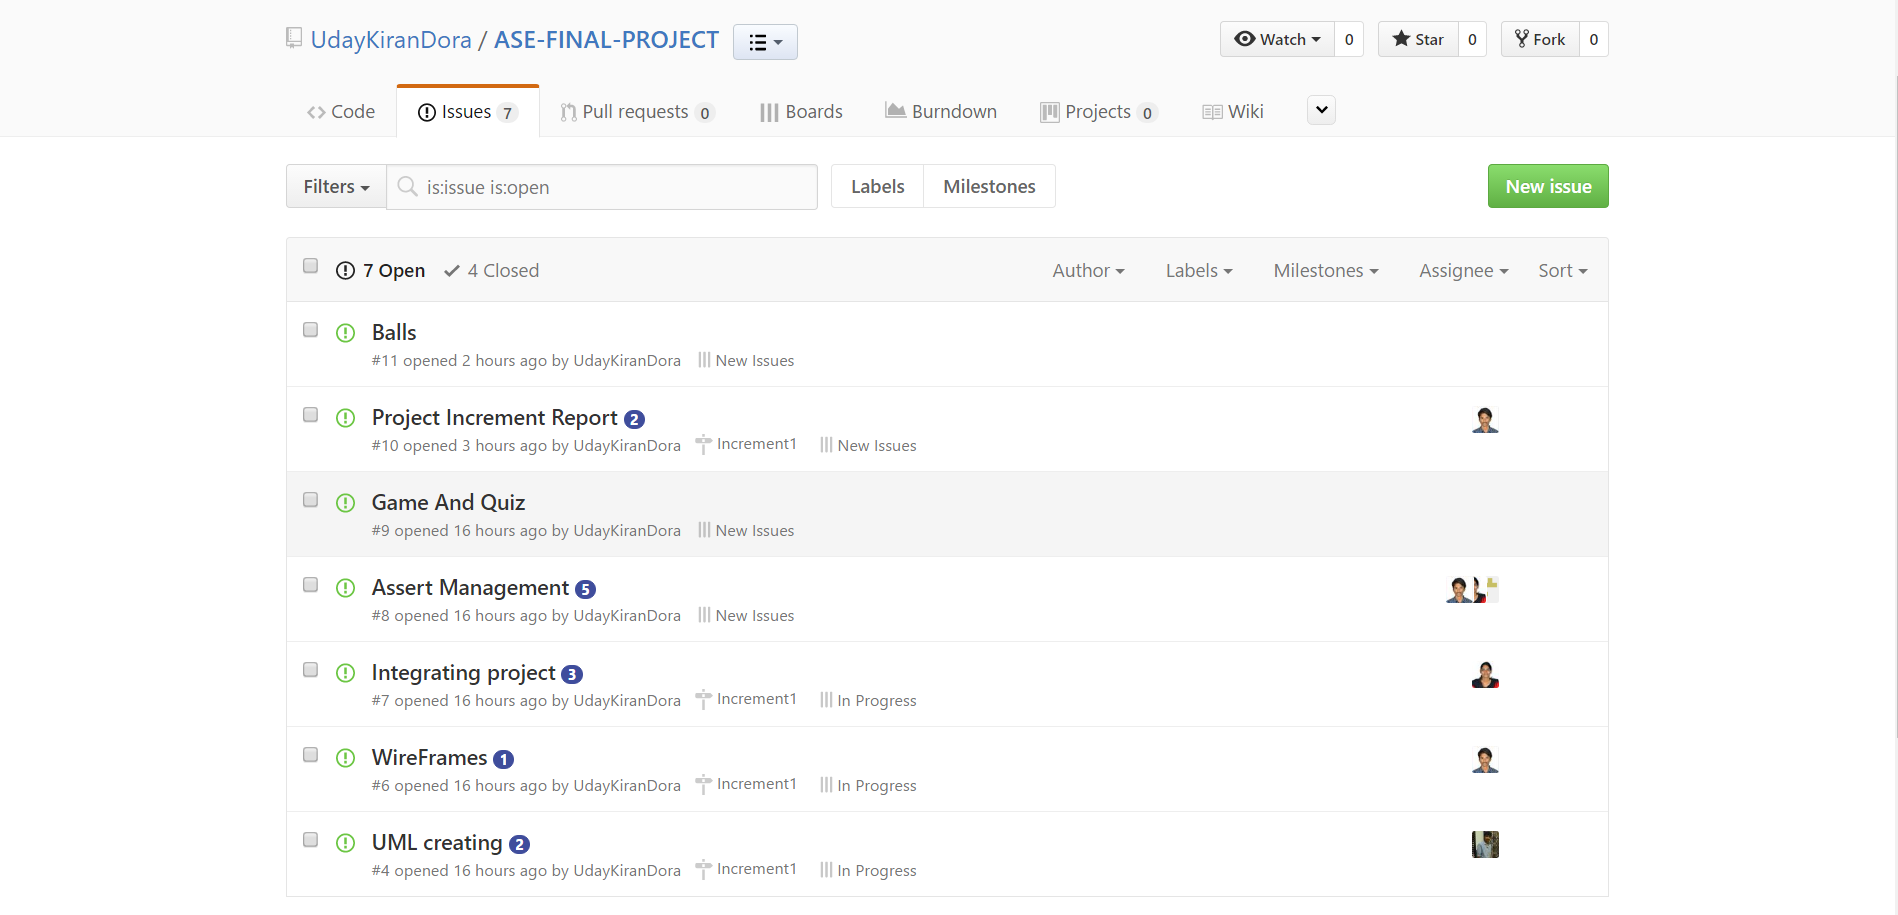 UdayKiranDora / ASE-FINAL-PROJECT
Watch 0 Star 0 Fork 0
Code Issues 7 Pull requests 0 Boards Burndown Projects 0 Wiki
Filters is:issue is:open Labels Milestones New issue
7 Open 4 Closed Author Labels Milestones Assignee Sort
Balls
#11 opened 2 hours ago by UdayKiranDora New Issues
Project Increment Report 2
#10 opened 3 hours ago by UdayKiranDora Increment1 New Issues
Game And Quiz
#9 opened 16 hours ago by UdayKiranDora New Issues
Assert Management 5
#8 opened 16 hours ago by UdayKiranDora New Issues
Integrating project 3
#7 opened 16 hours ago by UdayKiranDora Increment1 In Progress
WireFrames 1
#6 opened 16 hours ago by UdayKiranDora Increment1 In Progress
UML creating 2
#4 opened 16 hours ago by UdayKiranDora Increment1 In Progress